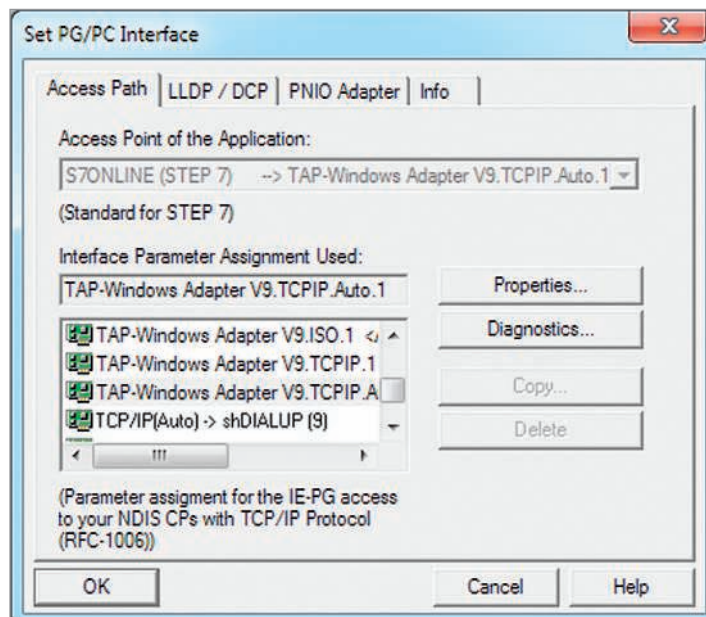 Set PG/PC Interface
Access Path
LLDP / DCP
PNIO Adapter
Info
Access Point of the Application:
S7ONLINE (STEP 7) --> TAP-Windows Adapter V9.TCPIP.Auto.1
(Standard for STEP 7)
Interface Parameter Assignment Used:
TAP-Windows Adapter V9.TCPIP.Auto.1
Properties...
TAP-Windows Adapter V9.ISO.1 </
Diagnostics...
TAP-Windows Adapter V9.TCPIP.1
TAP-Windows Adapter V9.TCPIP.A
Copy...
TCP/IP(Auto) -> shDIALUP (9)
Delete
(Parameter assigment for the IE-PG access
to your NDIS CPs with TCP/IP Protocol
(RFC-1006))
OK
Cancel
Help